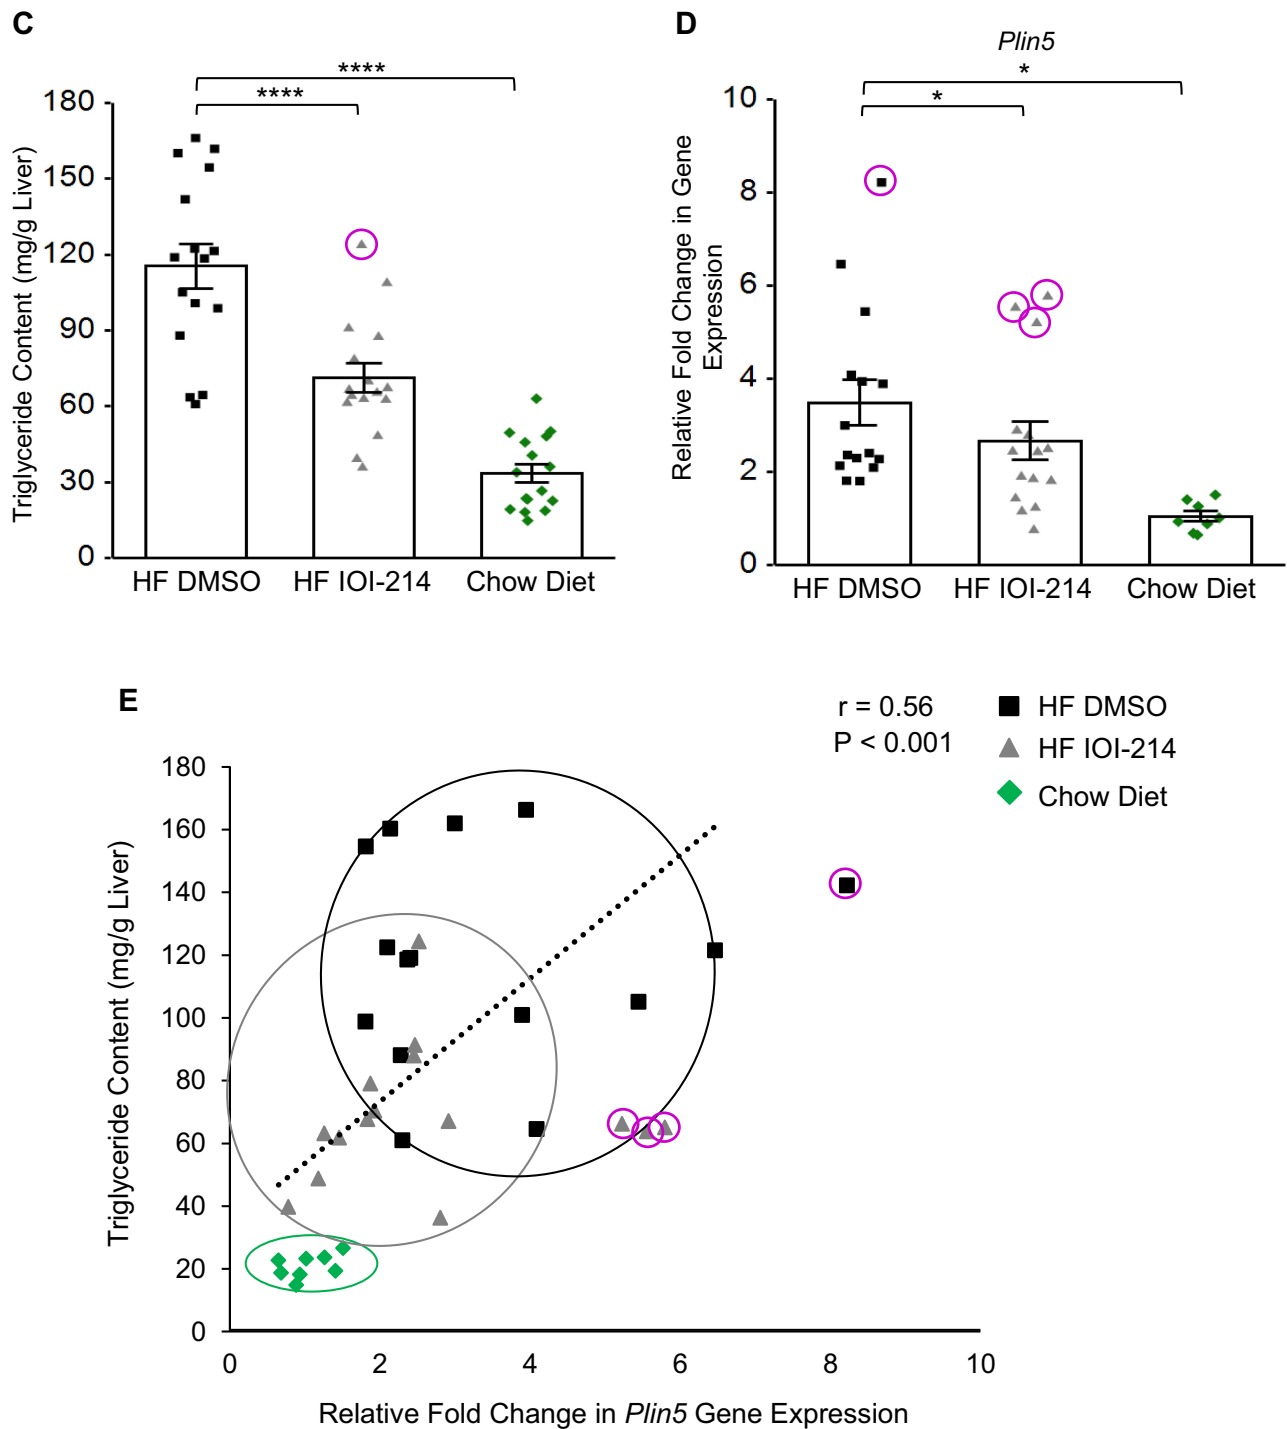 C
****
****
180
150
120
90
60
30
0
Triglyceride Content (mg/g Liver)
HF DMSO
HF IOI-214
Chow Diet
D
Plin5
*
*
10
8
6
4
2
0
Relative Fold Change in Gene
Expression
HF DMSO
HF IOI-214
Chow Diet
E
r = 0.56
P < 0.001
HF DMSO
HF IOI-214
Chow Diet
180
160
140
120
100
80
60
40
20
0
Triglyceride Content (mg/g Liver)
0 2 4 6 8 10
Relative Fold Change in Plin5 Gene Expression